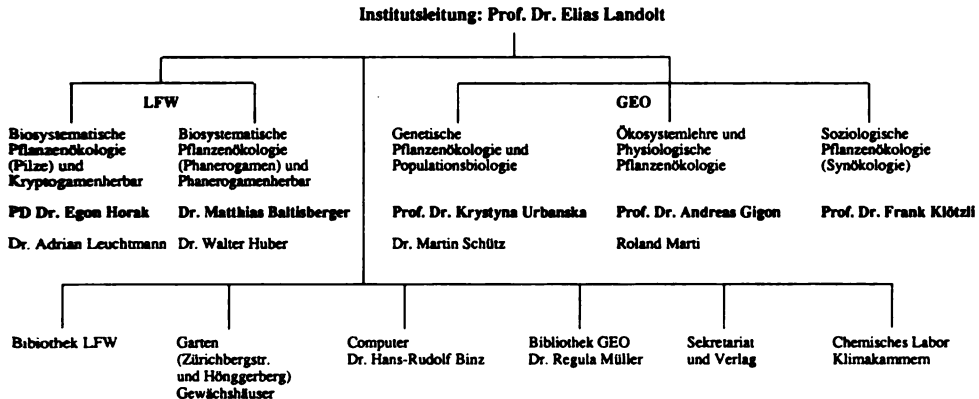 Institutsleitung: Prof. Dr. Elias Landolt
LFW
GEO
Biosystematische
Pflanzenökologie
(Pilze) und
Kryptogamenherbar
PD Dr. Egon Horak
Dr. Adrian Leuchtmann
Biosystematische
Pflanzenökologie
(Phanerogamen) und
Phanerogamenherbar
Dr. Matthias Baltisberger
Dr. Walter Huber
Genetische
Pflanzenökologie und
Populationsbiologie
Prof. Dr. Krystyna Urbanska
Dr. Martin Schütz
Ökosystemlehre und
Physiologische
Pflanzenökologie
Prof. Dr. Andreas Gigon
Roland Marti
Soziologische
Pflanzenökologie
(Synökologie)
Prof. Dr. Frank Klötzli
Bibiothek LFW
Garten
(Zürichbergstr.
und Hönggerberg)
Gewächshäuser
Computer
Dr. Hans-Rudolf Binz
Bibliothek GEO
Dr. Regula Müller
Sekretariat
und Verlag
Chemisches Labor
Klimakammern